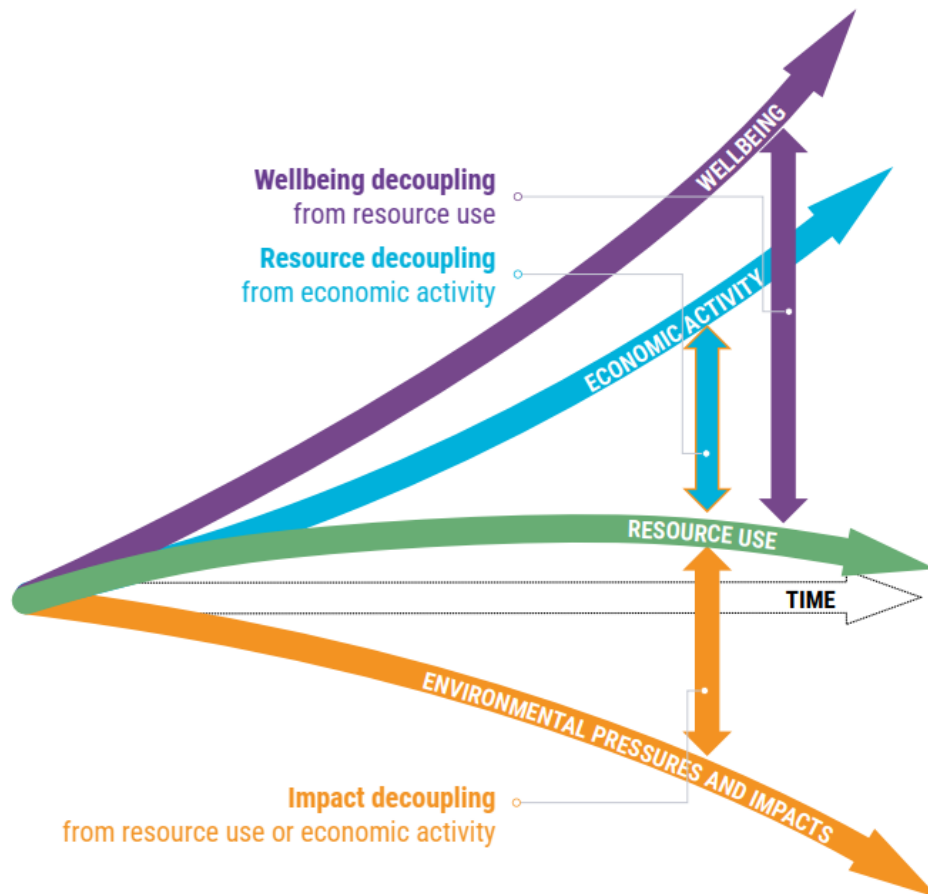 WELLBEING
Wellbeing decoupling
from resource use
Resource decoupling
from economic activity
ECONOMIC ACTIVITY
RESOURCE USE
TIME
ENVIRONMENTAL PRESSURES AND IMPACTS
Impact decoupling
from resource use or economic activity